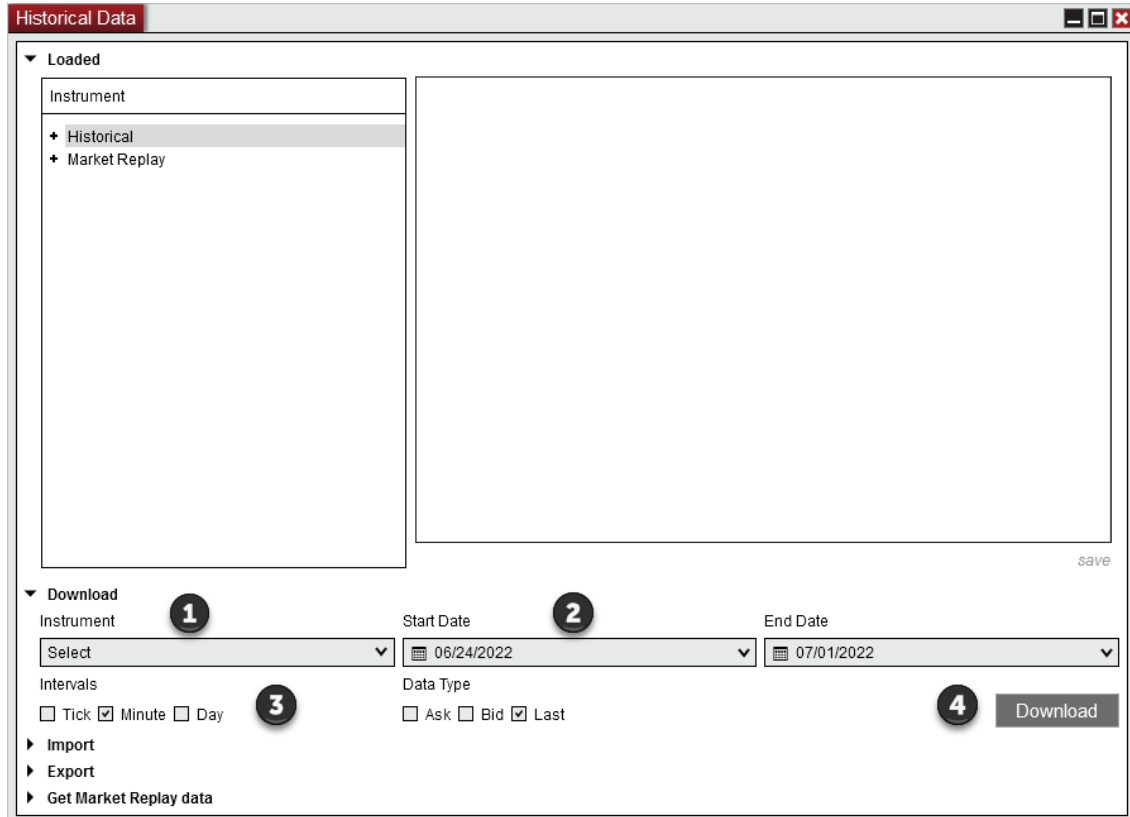 Historical Data
Loaded
Instrument
Historical
Market Replay
save
Download
1
2
Instrument
Start Date
End Date
Select
06/24/2022
07/01/2022
Intervals
Data Type
3
4
Tick Minute Day
Ask Bid Last
Download
Import
Export
Get Market Replay data